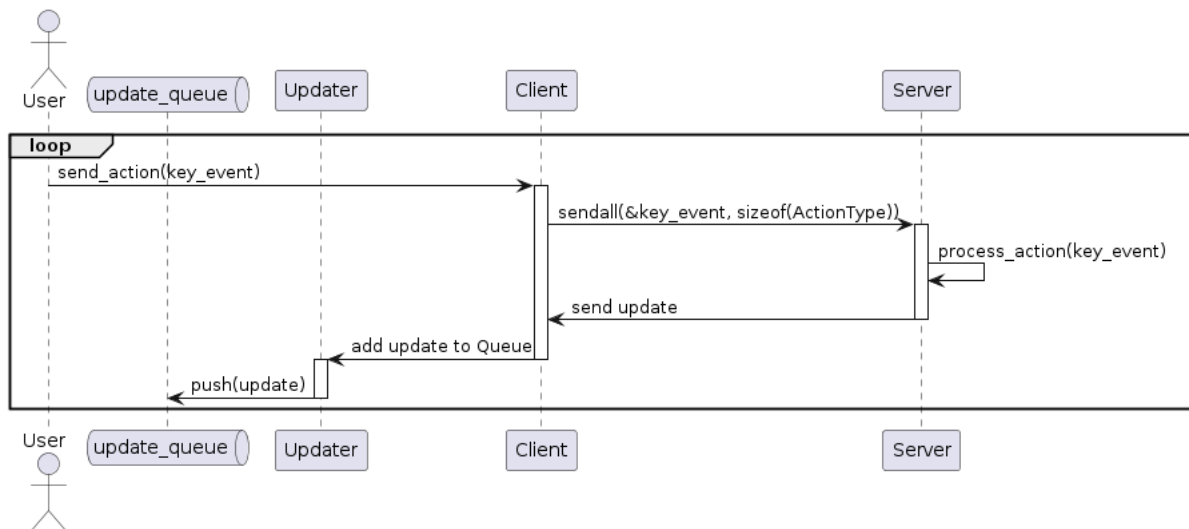 User
update_queue
Updater
Client
Server
loop
send_action(key_event)
sendall(&key_event, sizeof(ActionType))
process_action(key_event)
send update
add update to Queue
push(update)
User
update_queue
Updater
Client
Server